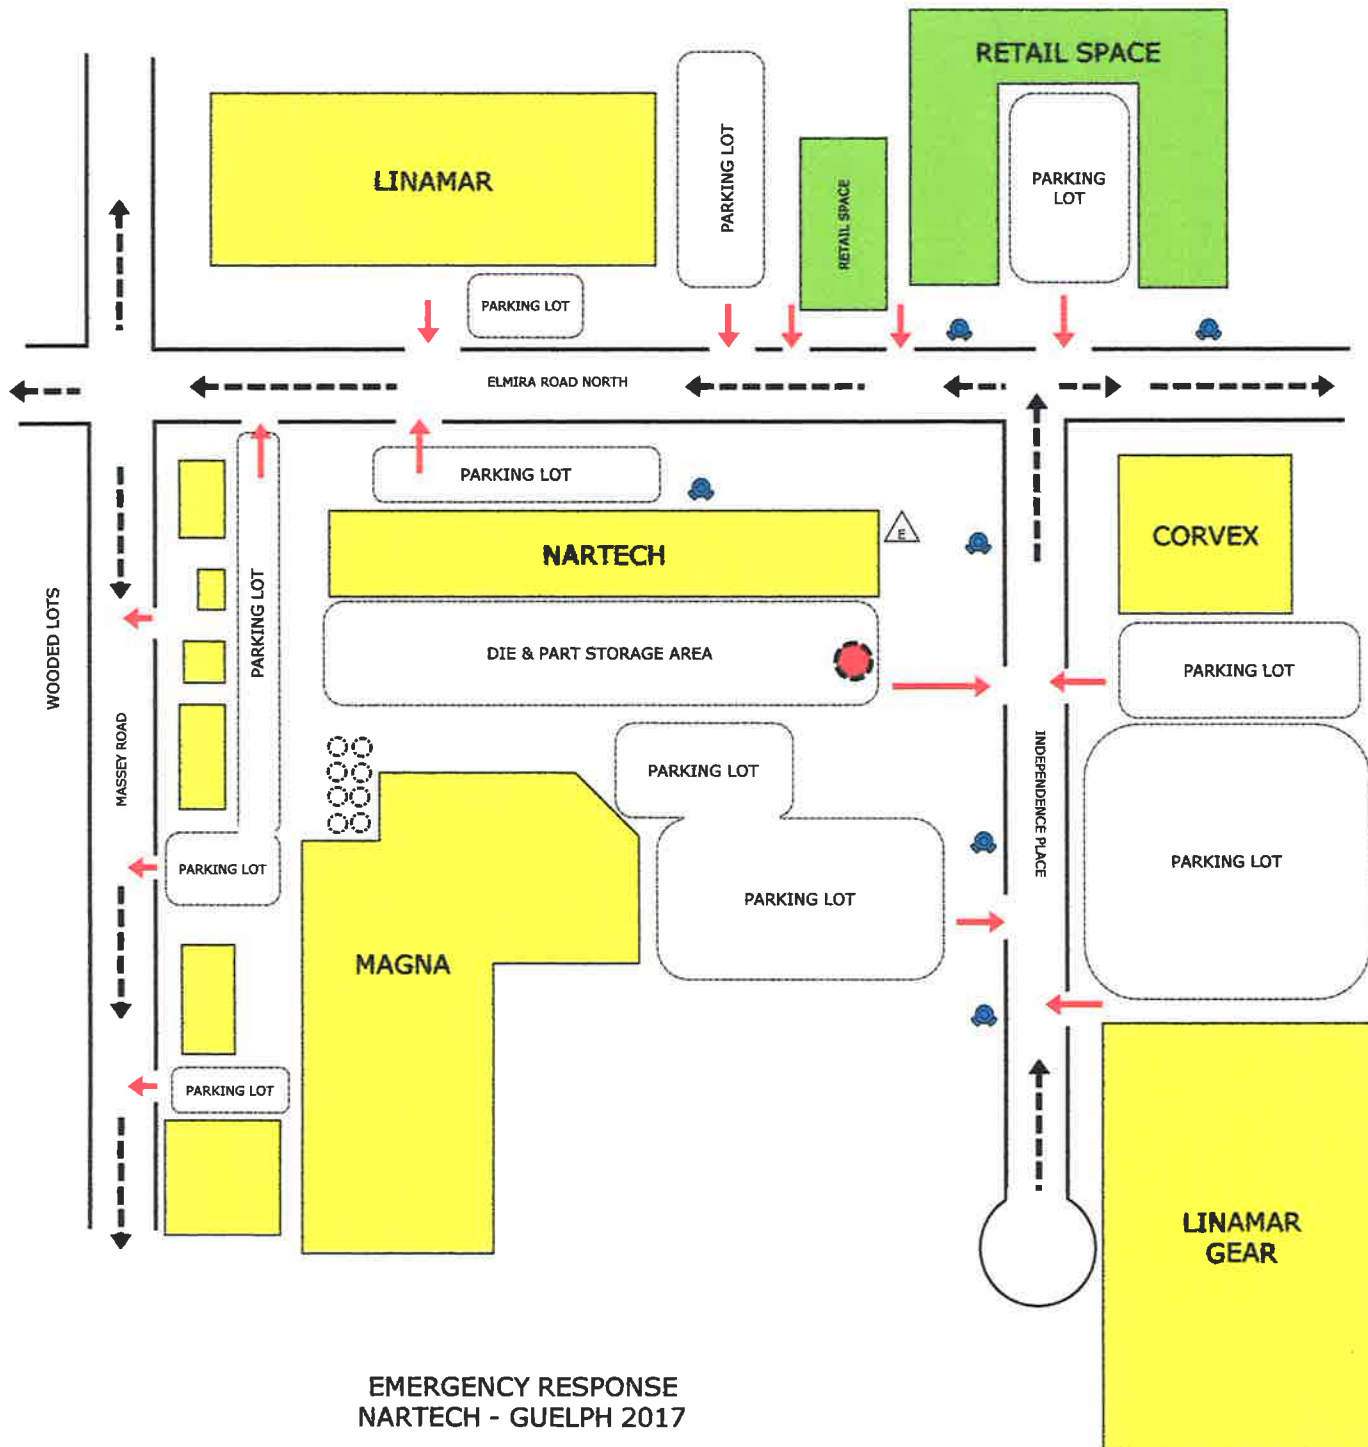 RETAIL SPACE
LINAMAR
PARKING LOT
RETAIL SPACE
PARKING
LOT
PARKING LOT
ELMIRA ROAD NORTH
PARKING LOT
NARTECH
E
CORVEX
PARKING LOT
WOODED LOTS
DIE & PART STORAGE AREA
PARKING LOT
MASSEY ROAD
PARKING LOT
INDEPENDENCE PLACE
PARKING LOT
PARKING LOT
PARKING LOT
MAGNA
PARKING LOT
LINAMAR
GEAR
EMERGENCY RESPONSE
NARTECH - GUELPH 2017